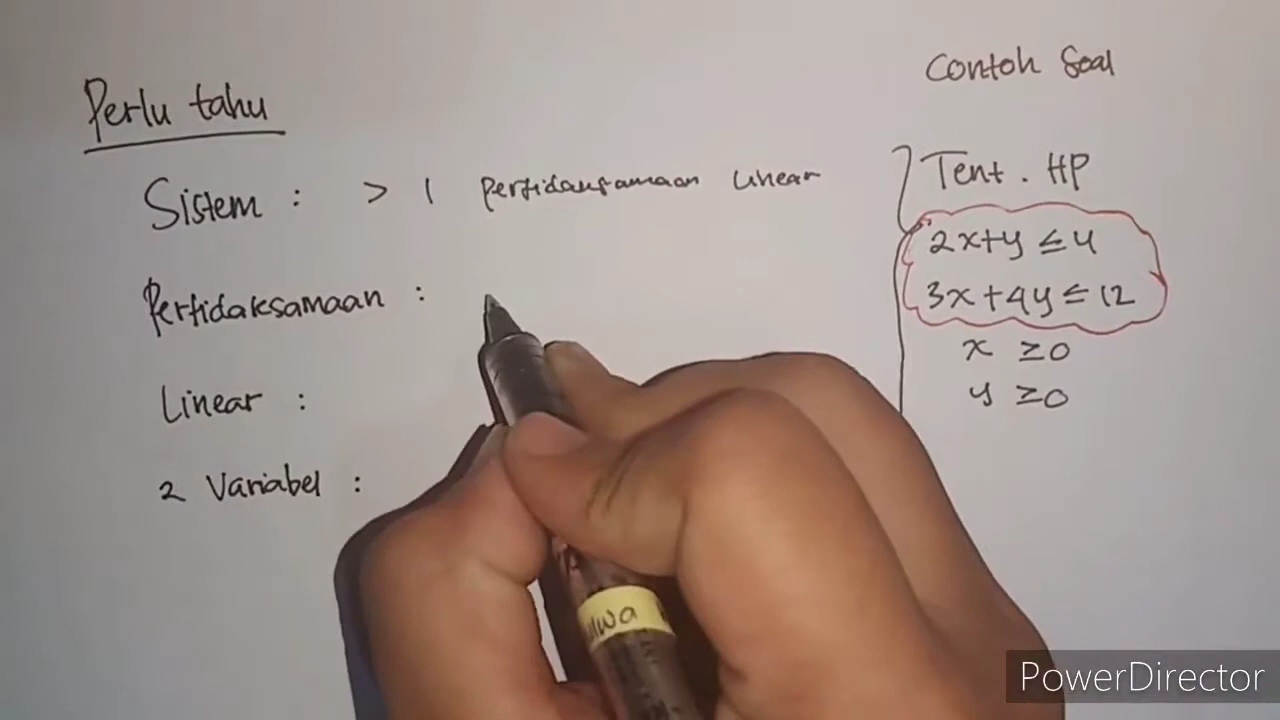 Perlu tahu
Sistem : > 1 pertidaksamaan linear
Pertidaksamaan :
Linear :
2 Variabel :
Contoh Soal
Tent. HP
2x+y ≤ 4
3x+4y ≤ 12
x ≥0
y ≥0
PowerDirector